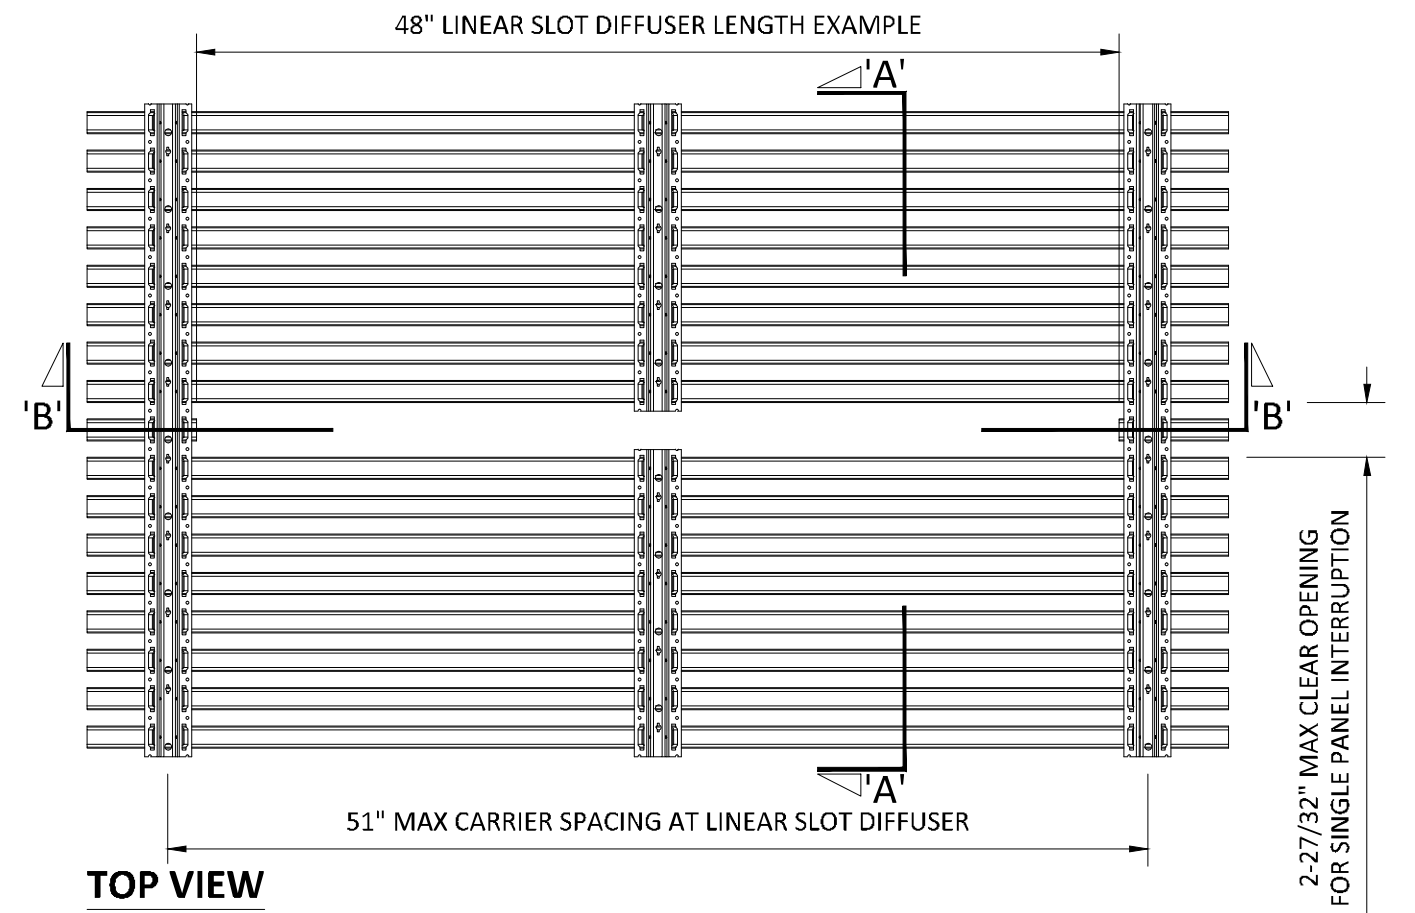 48" LINEAR SLOT DIFFUSER LENGTH EXAMPLE
'A'
'B'
'B'
2-27/32" MAX CLEAR OPENING
FOR SINGLE PANEL INTERRUPTION
'A'
51" MAX CARRIER SPACING AT LINEAR SLOT DIFFUSER
TOP VIEW